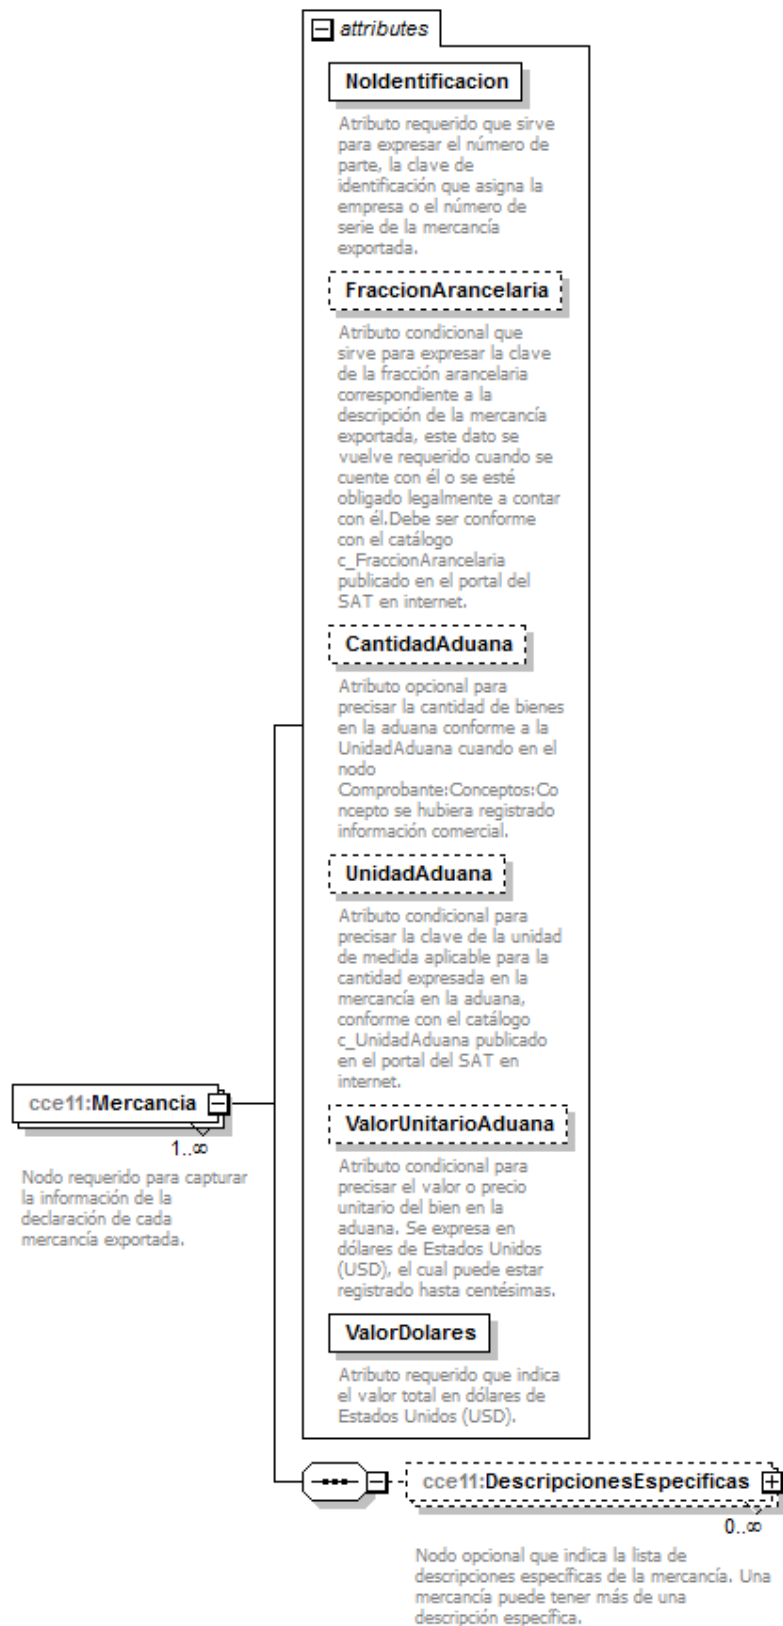 attributes
NoIdentificacion
Atributo requerido que sirve
para expresar el número de
parte, la clave de
identificación que asigna la
empresa o el número de
serie de la mercancía
exportada.
FraccionArancelaria
Atributo condicional que
sirve para expresar la clave
de la fracción arancelaria
correspondiente a la
descripción de la mercancía
exportada, este dato se
vuelve requerido cuando se
cuente con él o se esté
obligado legalmente a contar
con él.Debe ser conforme
con el catálogo
c_FraccionArancelaria
publicado en el portal del
SAT en internet.
CantidadAduana
Atributo opcional para
precisar la cantidad de bienes
en la aduana conforme a la
UnidadAduana cuando en el
nodo
Comprobante:Conceptos:Co
ncepto se hubiera registrado
información comercial.
UnidadAduana
Atributo condicional para
precisar la clave de la unidad
de medida aplicable para la
cantidad expresada en la
mercancía en la aduana,
conforme con el catálogo
c_UnidadAduana publicado
en el portal del SAT en
internet.
cce11:Mercancia
1..∞
Nodo requerido para capturar
la información de la
declaración de cada
mercancía exportada.
ValorUnitarioAduana
Atributo condicional para
precisar el valor o precio
unitario del bien en la
aduana. Se expresa en
dólares de Estados Unidos
(USD), el cual puede estar
registrado hasta centésimas.
ValorDolares
Atributo requerido que indica
el valor total en dólares de
Estados Unidos (USD).
cce11:DescripcionesEspecificas
0..∞
Nodo opcional que indica la lista de
descripciones específicas de la mercancía. Una
mercancía puede tener más de una
descripción específica.